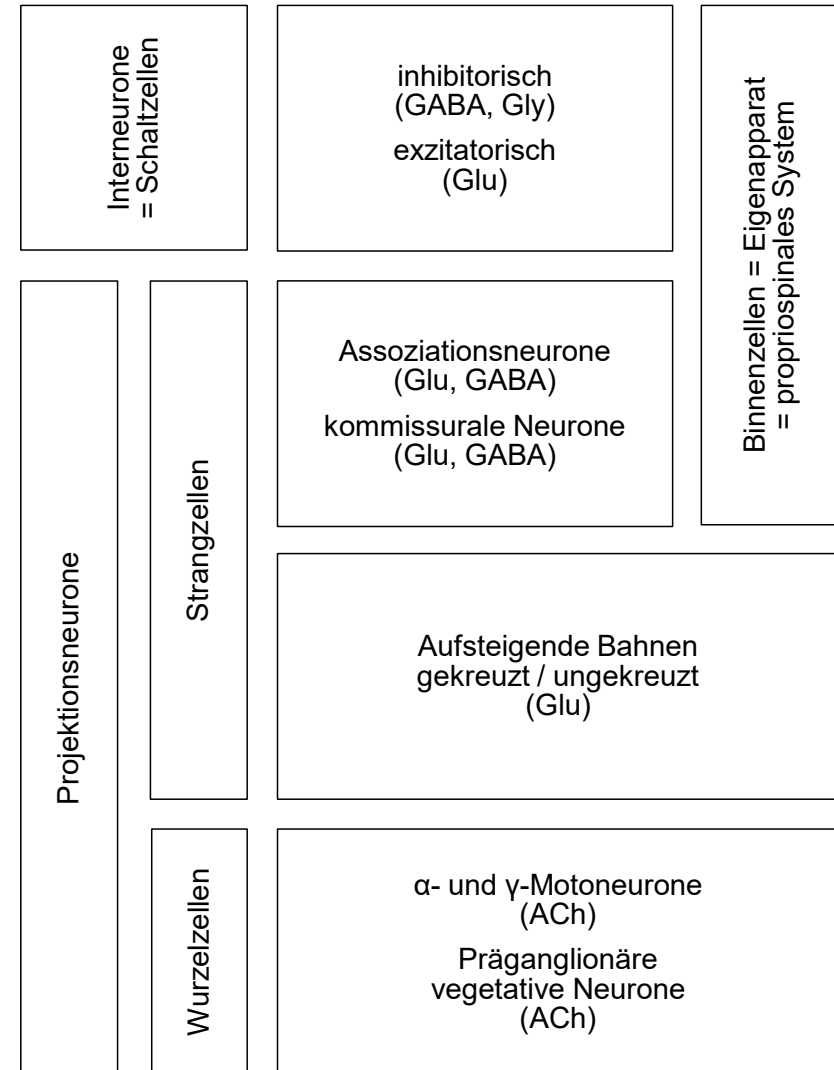 Interneurone
= Schaltzellen
inhibitorisch
(GABA, Gly)
exzitatorisch
(Glu)
Binnenzellen = Eigenapparat
= propriospinales System
Projektionsneurone
Strangzellen
Assoziationsneurone
(Glu, GABA)
kommissurale Neurone
(Glu, GABA)
Aufsteigende Bahnen
gekreuzt / ungekreuzt
(Glu)
Wurzelzellen
α- und γ-Motoneurone
(ACh)
Präganglionäre
vegetative Neurone
(ACh)